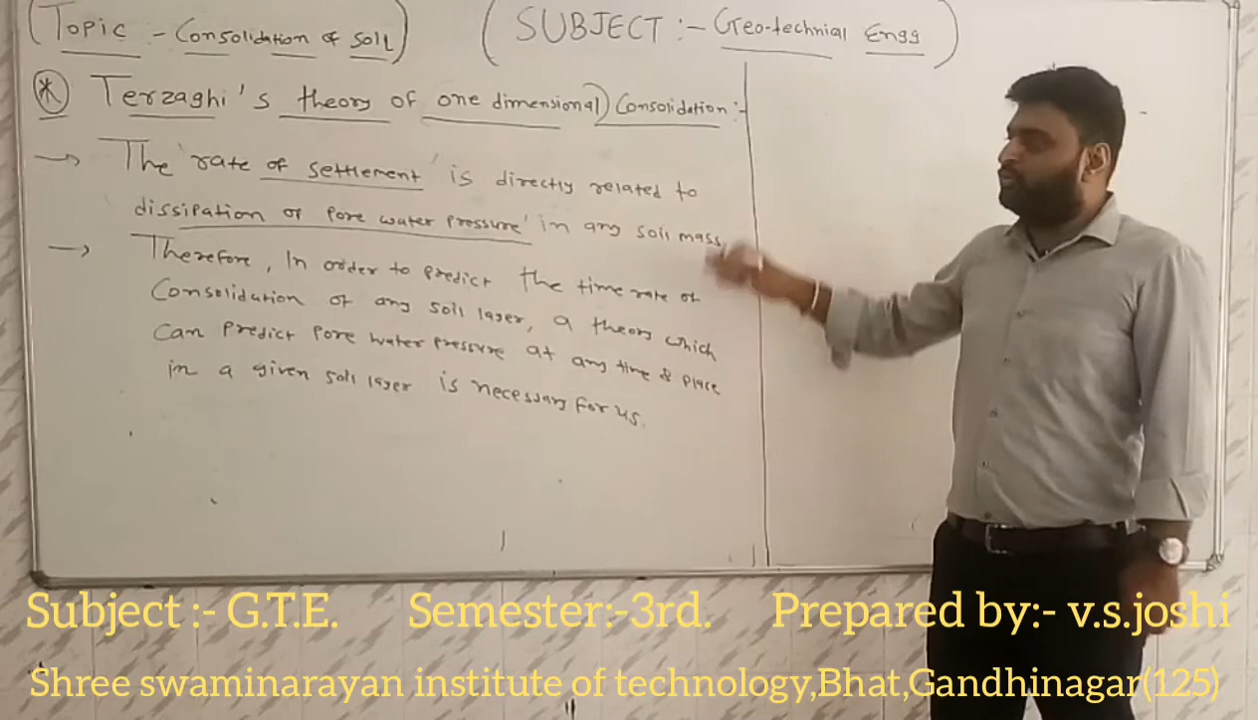 (Topic - Consolidation of Soil)
(SUBJECT :- Geo-technial Engg)
* Terzaghi's theory of one dimensional Consolidation :-
→ The 'rate of settlement' is directly related to
dissipation of Pore water Pressure' in any soil mass.
→ Therefore, In order to Predict the time rate of
Consolidation of any soil layer, a theory which
Can Predict Pore water Pressure at any time & place
in a given soil layer is necessary for us.
Subject :- G.T.E. Semester:-3rd. Prepared by:- v.s.joshi
Shree swaminarayan institute of technology,Bhat,Gandhinagar(125)